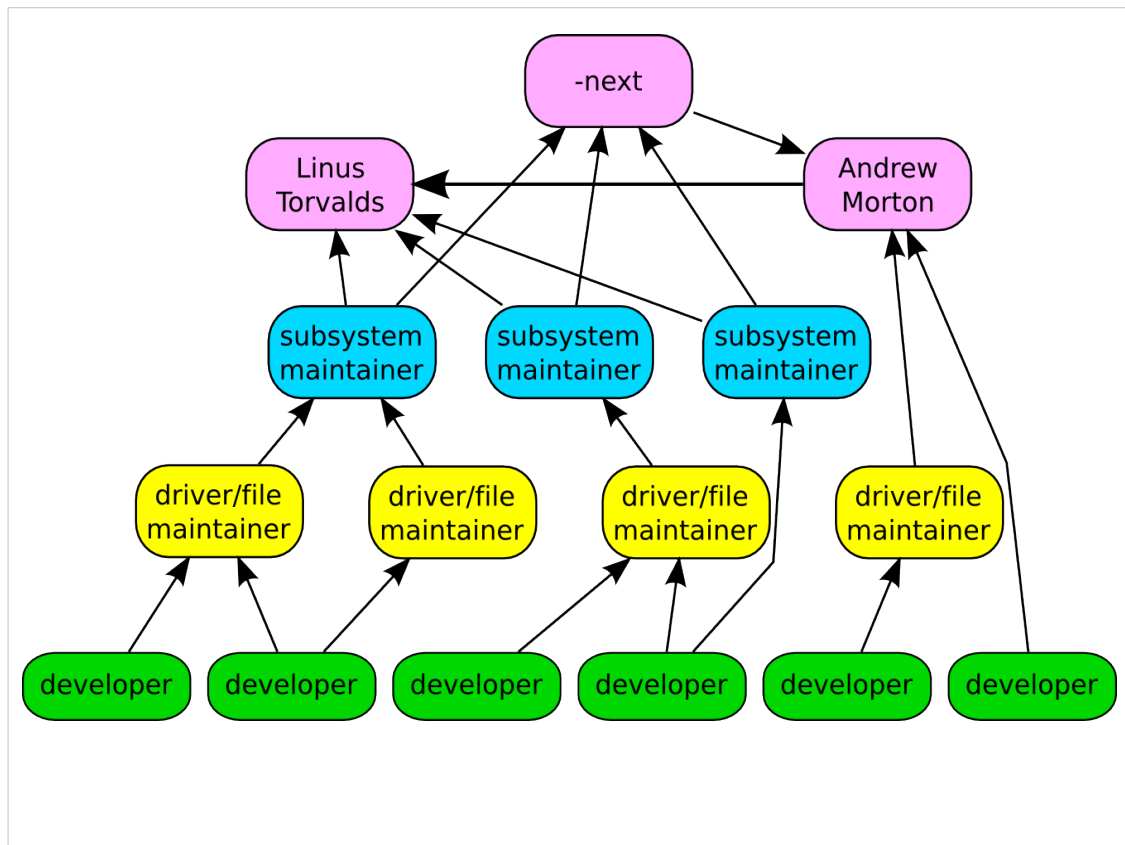 -next
Linus
Torvalds
Andrew
Morton
subsystem
maintainer
subsystem
maintainer
subsystem
maintainer
driver/file
maintainer
driver/file
maintainer
driver/file
maintainer
driver/file
maintainer
developer
developer
developer
developer
developer
developer